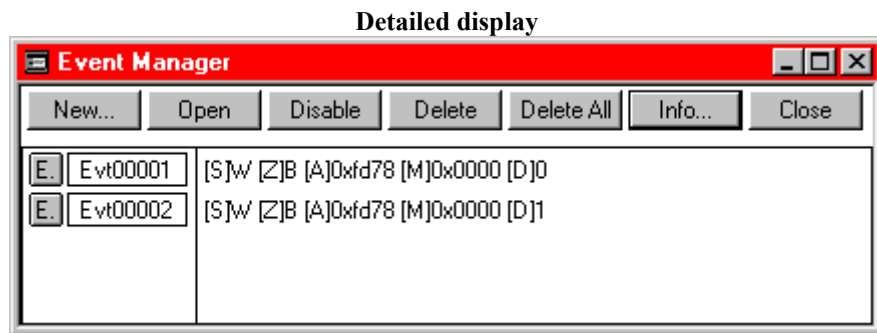 Detailed display
Event Manager
New... Open Disable Delete Delete All Info... Close
E. Evt00001 [S]W [Z]B [A]0xfd78 [M]0x0000 [D]0
E. Evt00002 [S]W [Z]B [A]0xfd78 [M]0x0000 [D]1